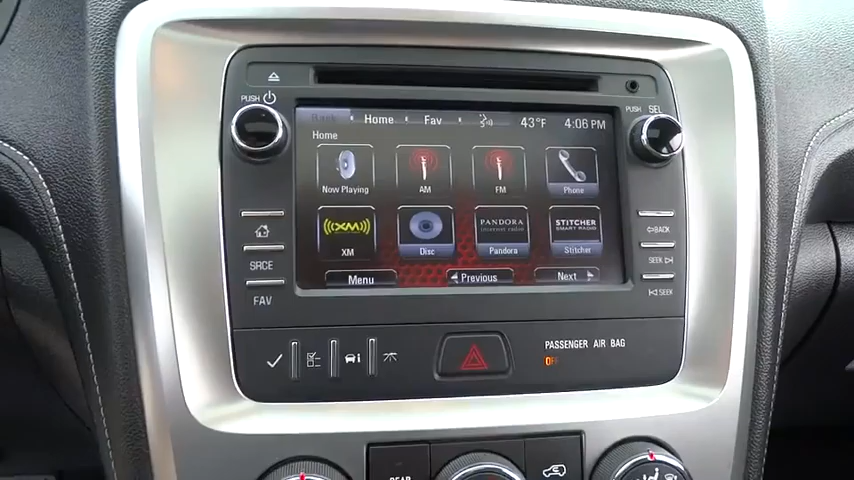 PUSH
PUSH SEL
Back Home Fav 43°F 4:06 PM
Home
Now Playing AM FM Phone
((XM)) PANDORA STITCHER
internet radio SMART RADIO
XM Disc Pandora Stitcher
Menu Previous Next
SRCE
FAV
BACK
SEEK
SEEK
PASSENGER AIR BAG
OFF
REAR